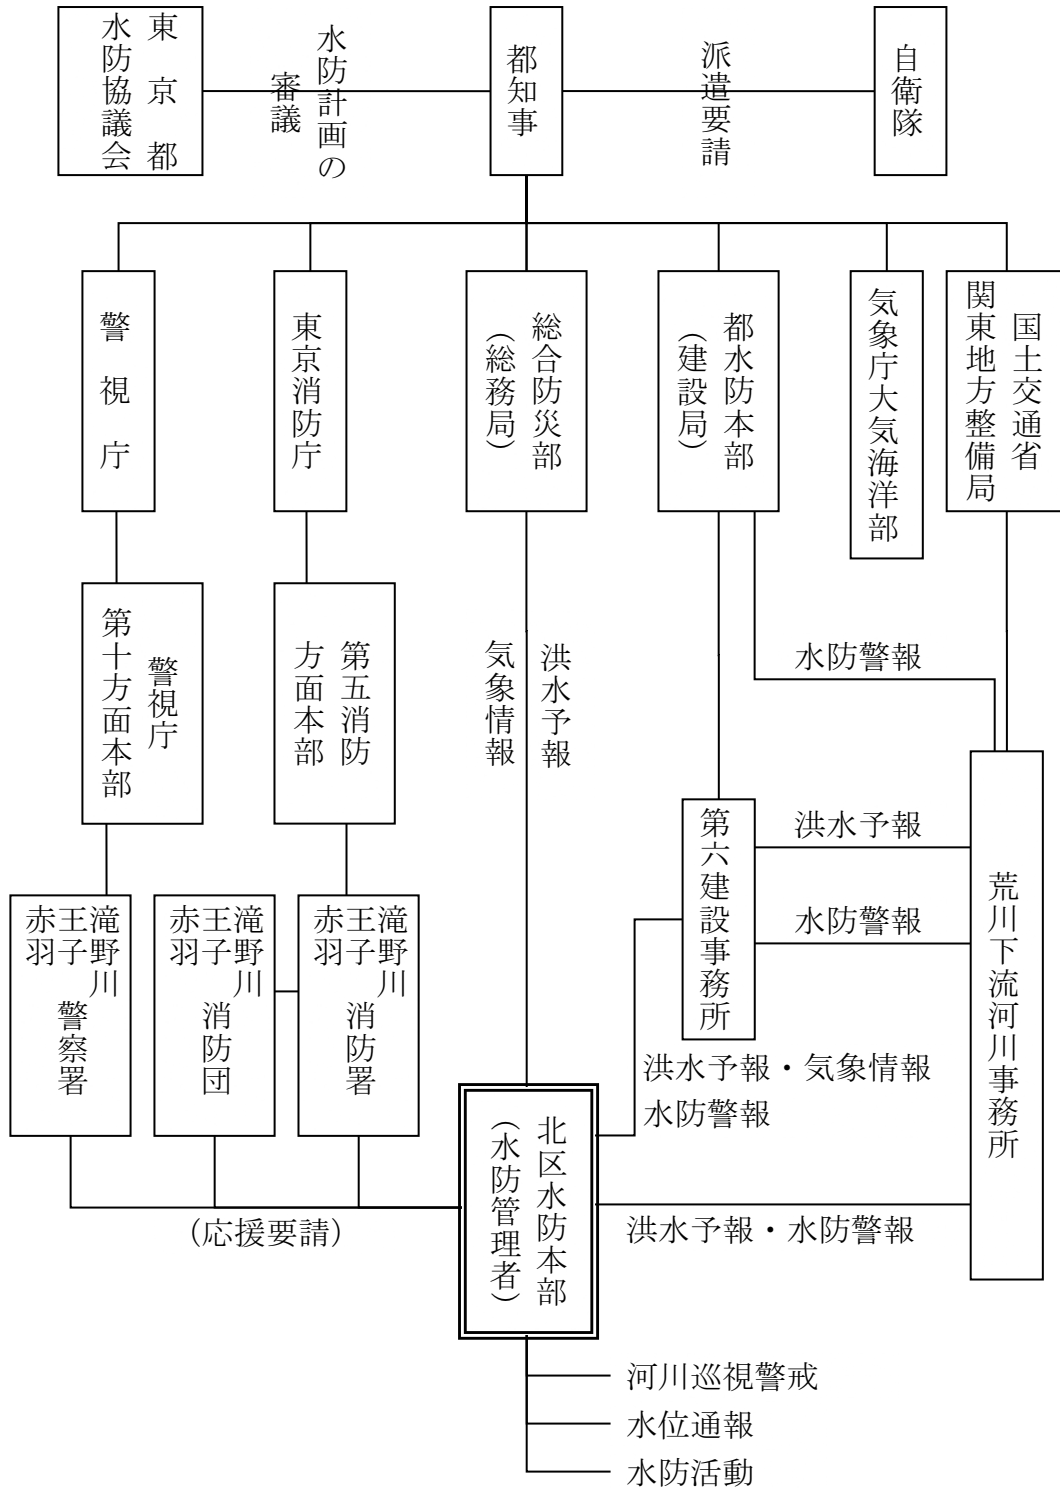 東京都
水防協議会
水防計画の
審議
都知事
派遣要請
自衛隊
警視庁
東京消防庁
総合防災部
(総務局)
都水防本部
(建設局)
気象庁大気海洋部
国土交通省
関東地方整備局
警視庁
第十方面本部
第五消防
方面本部
洪水予報
気象情報
水防警報
第六建設事務所
洪水予報
水防警報
荒川下流河川事務所
滝野川
王子
赤羽
警察署
滝野川
王子
赤羽
消防団
滝野川
王子
赤羽
消防署
洪水予報・気象情報
水防警報
北区水防本部
(水防管理者)
(応援要請)
洪水予報・水防警報
河川巡視警戒
水位通報
水防活動